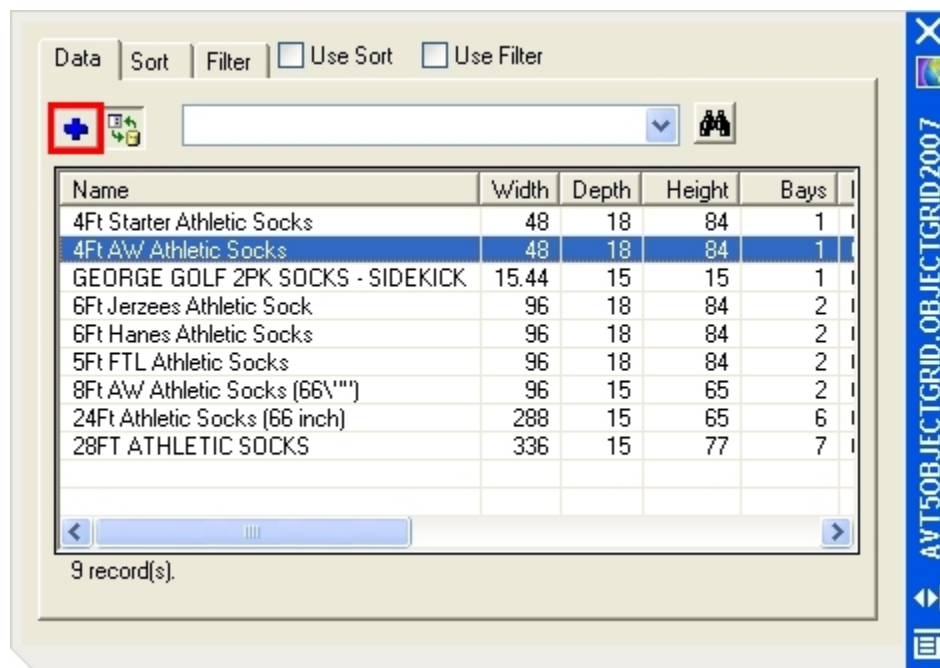 Data Sort Filter Use Sort Use Filter
Name Width Depth Height Bays
4Ft Starter Athletic Socks 48 18 84 1
4Ft AW Athletic Socks 48 18 84 1
GEORGE GOLF 2PK SOCKS - SIDEKICK 15.44 15 15 1
6Ft Jerzees Athletic Sock 96 18 84 2
6Ft Hanes Athletic Socks 96 18 84 2
5Ft FTL Athletic Socks 96 18 84 2
8Ft AW Athletic Socks (66\"") 96 15 65 2
24Ft Athletic Socks (66 inch) 288 15 65 6
28FT ATHLETIC SOCKS 336 15 77 7
9 record(s).
AVT5OBJECTGRID.OBJECTGRID2007